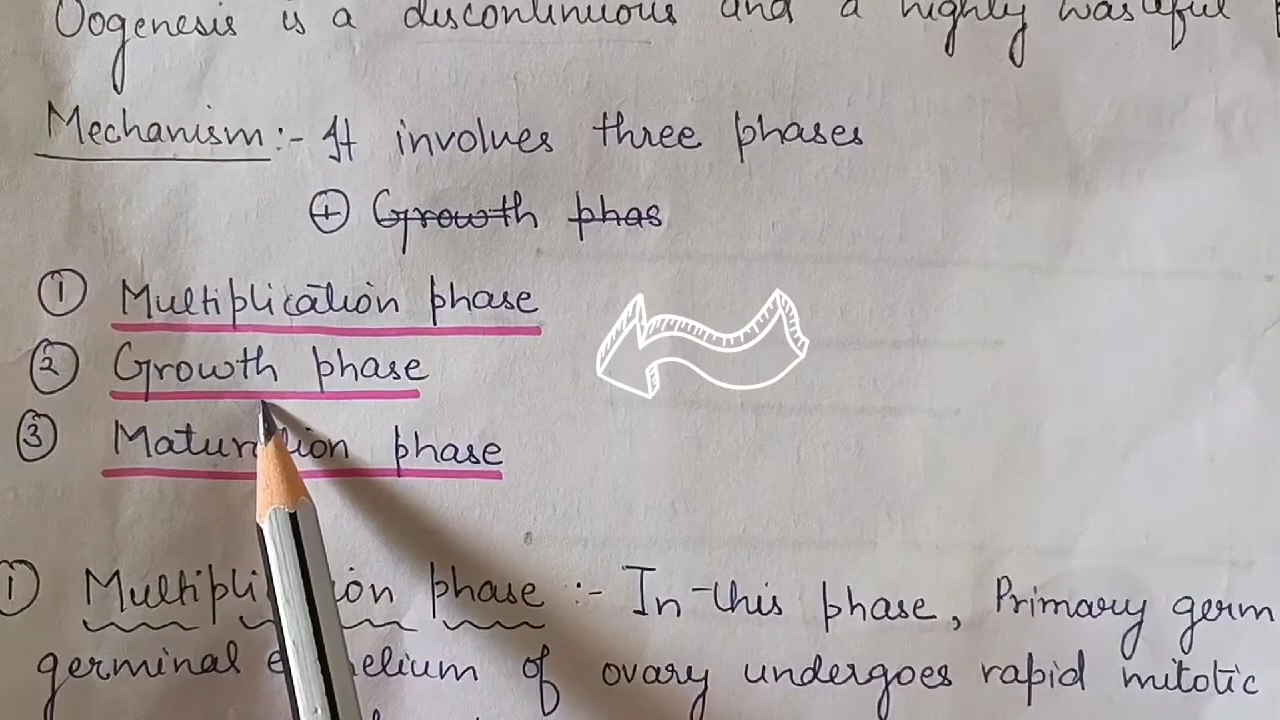 Oogenesis is a discontinuous and a highly wasteful
Mechanism:- It involves three phases
⊕ Growth phas
① Multiplication phase
② Growth phase
③ Maturation phase
① Multiplication phase :- In this phase, Primary germ
germinal epithelium of ovary undergoes rapid mitotic